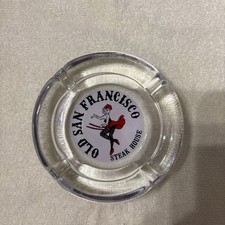 OLD SAN FRANCISCO
STEAK HOUSE